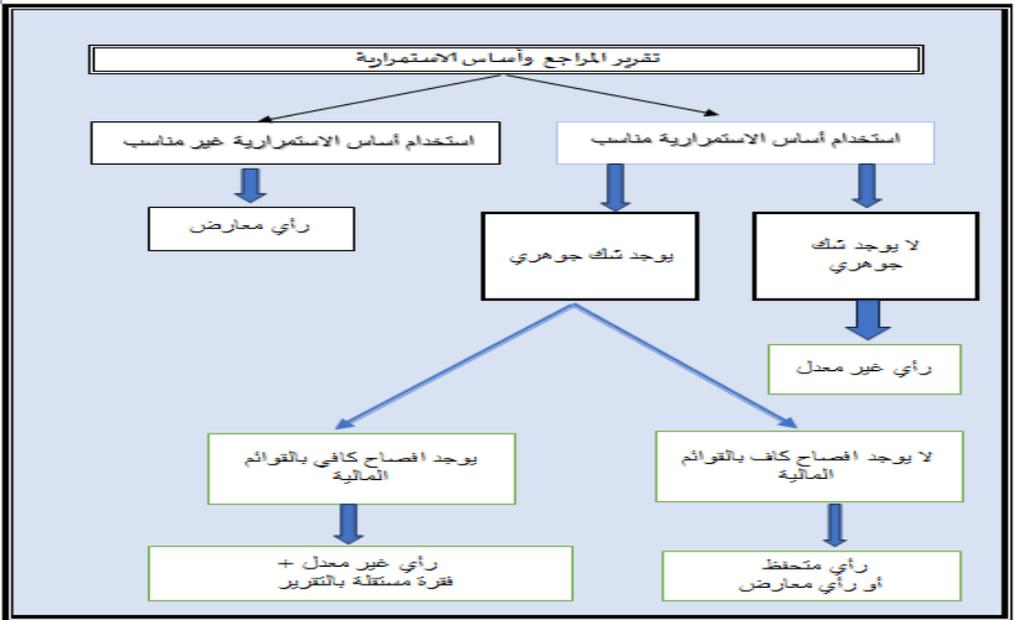 تقرير المراجع وأساس الاستمرارية
استخدام أساس الاستمرارية مناسب
استخدام أساس الاستمرارية غير مناسب
رأي معارض
لا يوجد شك
جوهري
يوجد شك جوهري
رأي غير معدل
لا يوجد افصاح كاف بالقوائم
المالية
يوجد افصاح كافي بالقوائم
المالية
رأي متحفظ
أو رأي معارض
رأي غير معدل +
فقرة مستقلة بالتقرير